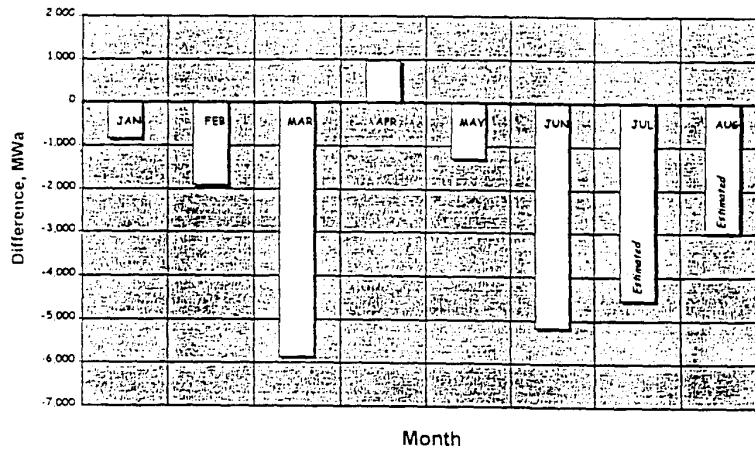 2 000
1 000
0
-1.000
-2.000
-3.000
-4.000
-5.000
-6.000
-7.000
Difference, MWa
JAN
FEB
MAR
APR
MAY
JUN
JUL
AUG
Estimated
Estimated
Month